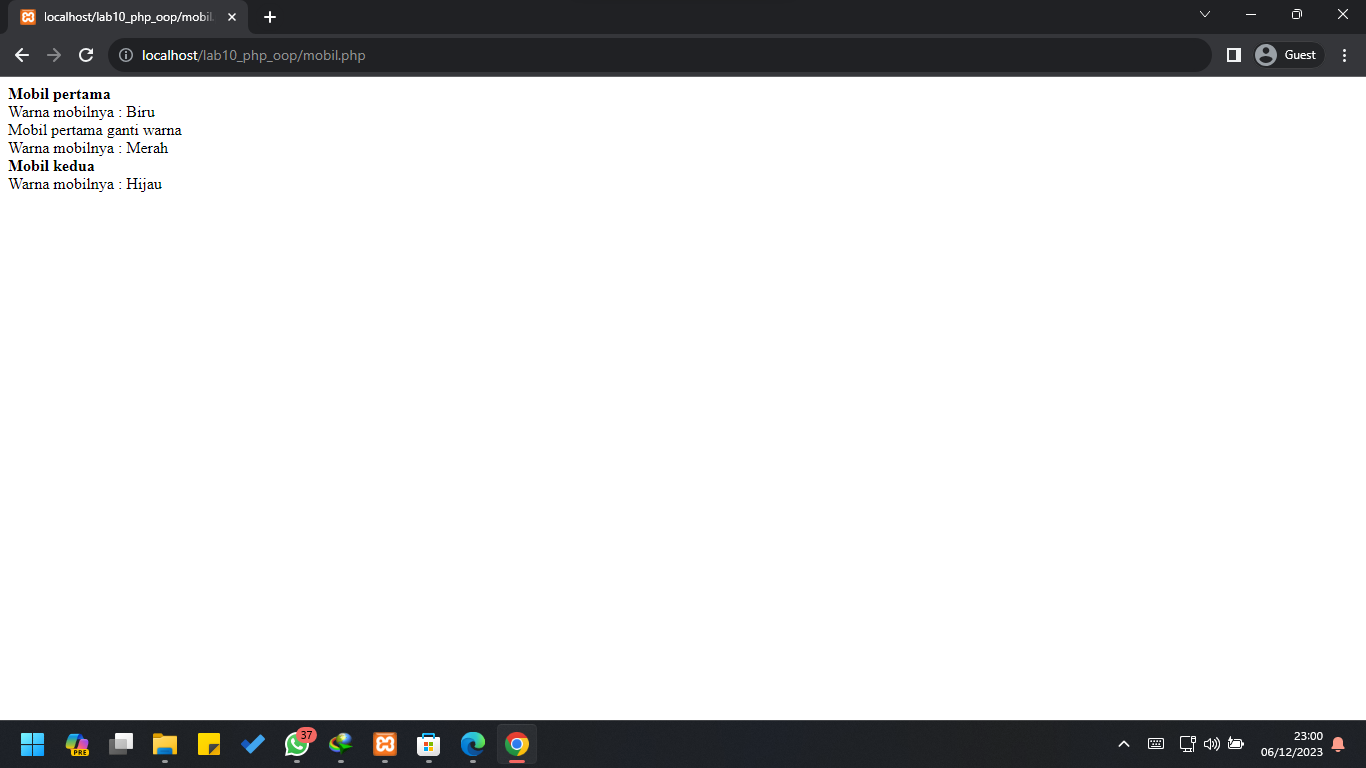 localhost/lab10_php_oop/mobil.
localhost/lab10_php_oop/mobil.php
Guest
Mobil pertama
Warna mobilnya : Biru
Mobil pertama ganti warna
Warna mobilnya : Merah
Mobil kedua
Warna mobilnya : Hijau
PRE
37
23:00
06/12/2023